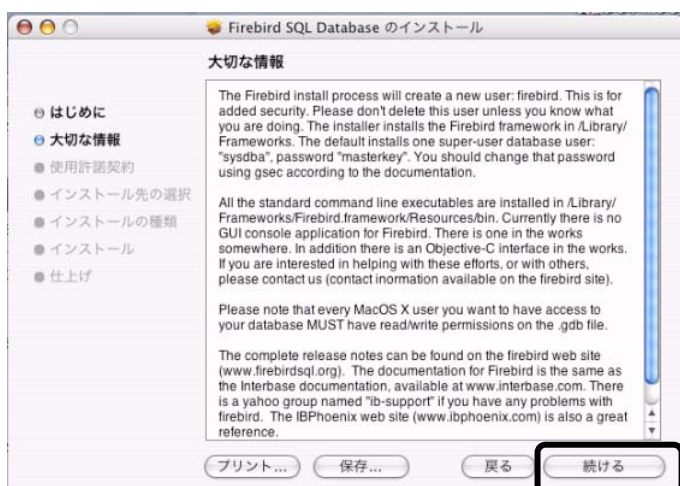 Firebird SQL Database のインストール
大切な情報
はじめに
大切な情報
使用許諾契約
インストール先の選択
インストールの種類
インストール
仕上げ
The Firebird install process will create a new user: firebird. This is for
added security. Please don't delete this user unless you know what
you are doing. The installer installs the Firebird framework in /Library/
Frameworks. The default installs one super-user database user:
"sysdba", password "masterkey". You should change that password
using gsec according to the documentation.
All the standard command line executables are installed in /Library/
Frameworks/Firebird.framework/Resources/bin. Currently there is no
GUI console application for Firebird. There is one in the works
somewhere. In addition there is an Objective-C interface in the works.
If you are interested in helping with these efforts, or with others,
please contact us (contact inormation available on the firebird site).
Please note that every MacOS X user you want to have access to
your database MUST have read/write permissions on the .gdb file.
The complete release notes can be found on the firebird web site
(www.firebirdsql.org). The documentation for Firebird is the same as
the Interbase documentation, available at www.interbase.com. There
is a yahoo group named "ib-support" if you have any problems with
firebird. The IBPhoenix web site (www.ibphoenix.com) is also a great
reference.
プリント... 保存... 戻る 続ける